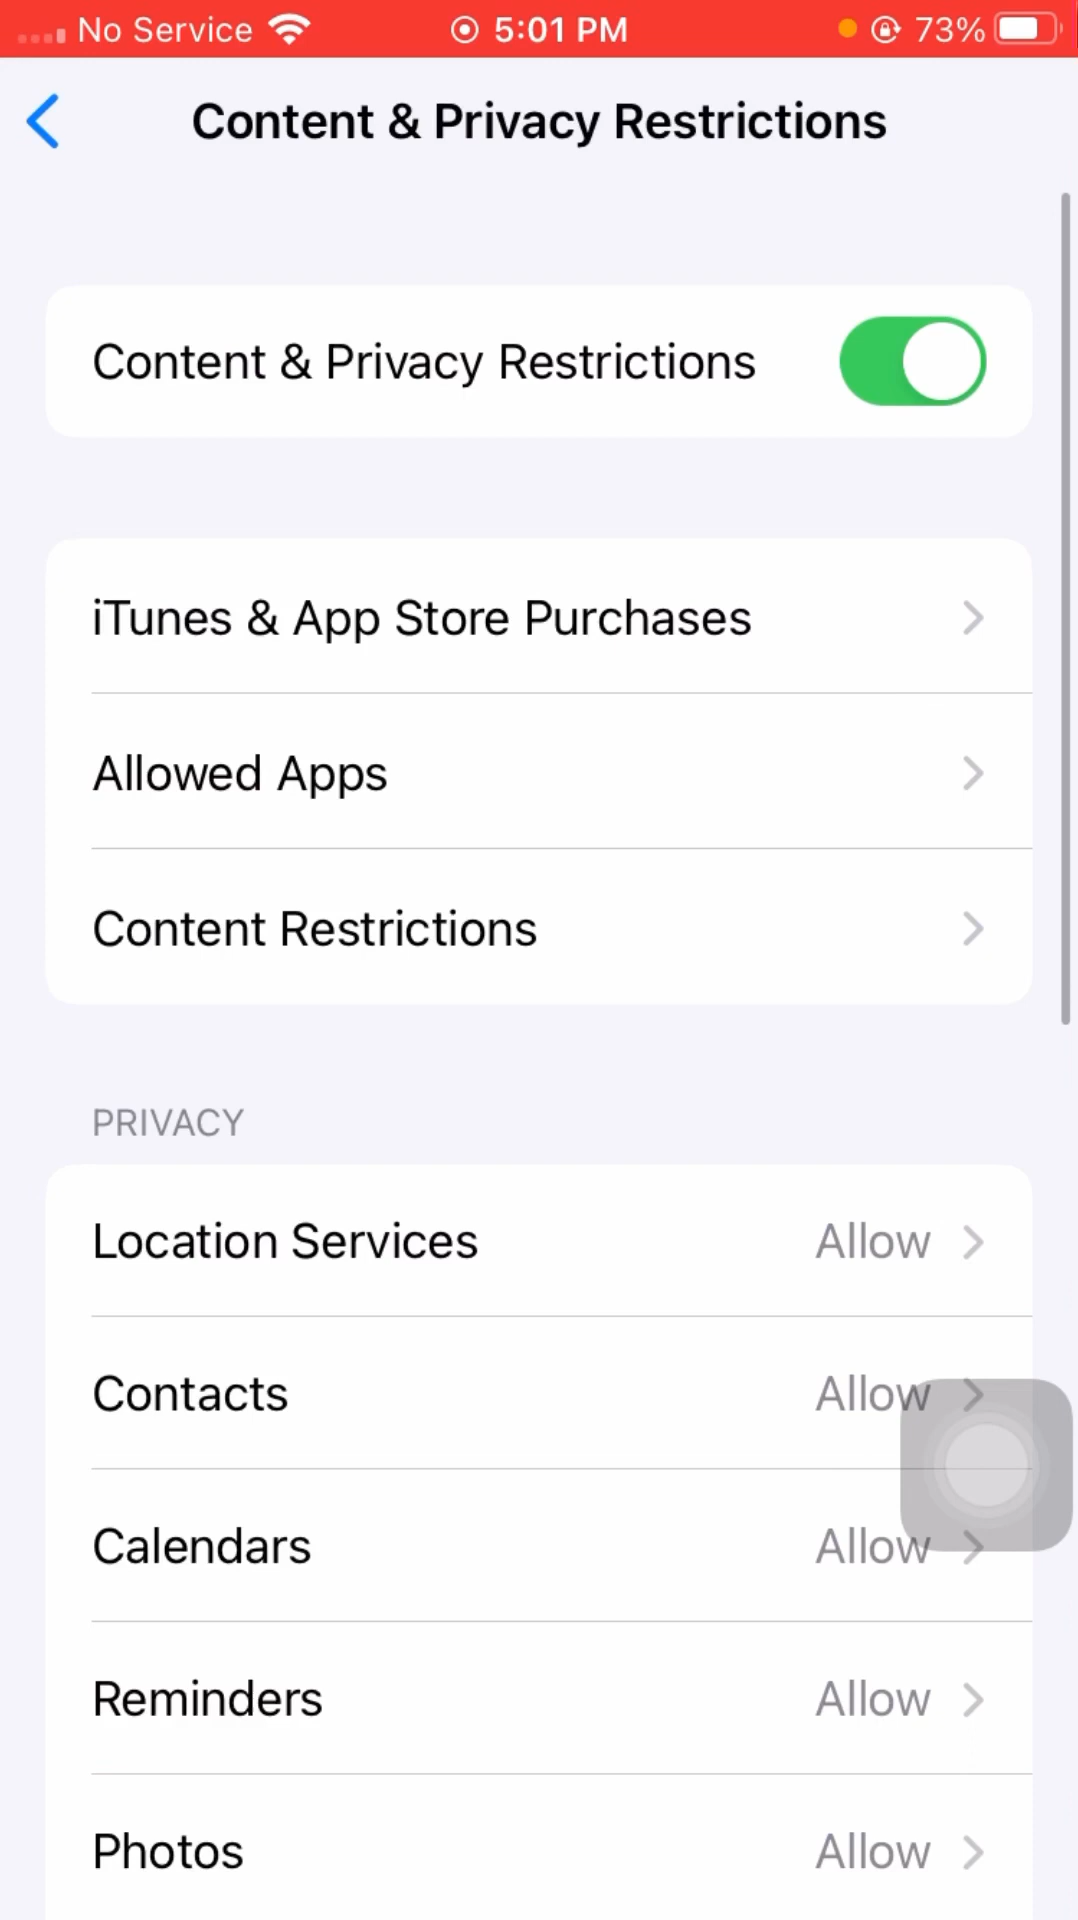 No Service 5:01 PM 73%
Content & Privacy Restrictions
Content & Privacy Restrictions
iTunes & App Store Purchases
Allowed Apps
Content Restrictions
PRIVACY
Location Services Allow
Contacts Allow
Calendars Allow
Reminders Allow
Photos Allow